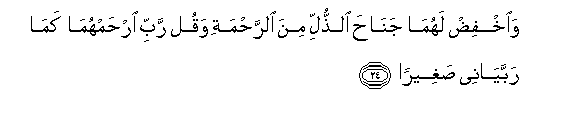 وَٱخْفِضْ لَهُمَا جَنَاحَ ٱلذُّلِّ مِنَ ٱلرَّحْمَةِ وَقُل رَّبِّ ٱرْحَمْهُمَا كَمَا
رَبَّيَانِى صَغِيرًا ﴿٢٤﴾